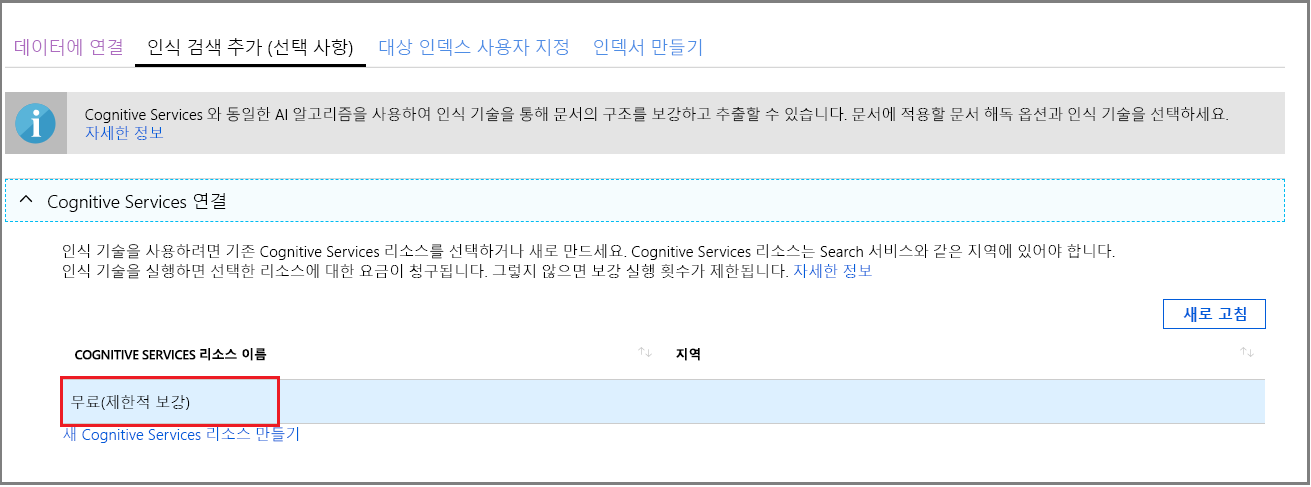 데이터에 연결 인식 검색 추가 (선택 사항) 대상 인덱스 사용자 지정 인덱서 만들기
Cognitive Services 와 동일한 AI 알고리즘을 사용하여 인식 기술을 통해 문서의 구조를 보강하고 추출할 수 있습니다. 문서에 적용할 문서 해독 옵션과 인식 기술을 선택하세요.
자세한 정보
Cognitive Services 연결
인식 기술을 사용하려면 기존 Cognitive Services 리소스를 선택하거나 새로 만드세요. Cognitive Services 리소스는 Search 서비스와 같은 지역에 있어야 합니다.
인식 기술을 실행하면 선택한 리소스에 대한 요금이 청구됩니다. 그렇지 않으면 보강 실행 횟수가 제한됩니다. 자세한 정보
새로 고침
COGNITIVE SERVICES 리소스 이름 지역
무료(제한적 보강)
새 Cognitive Services 리소스 만들기